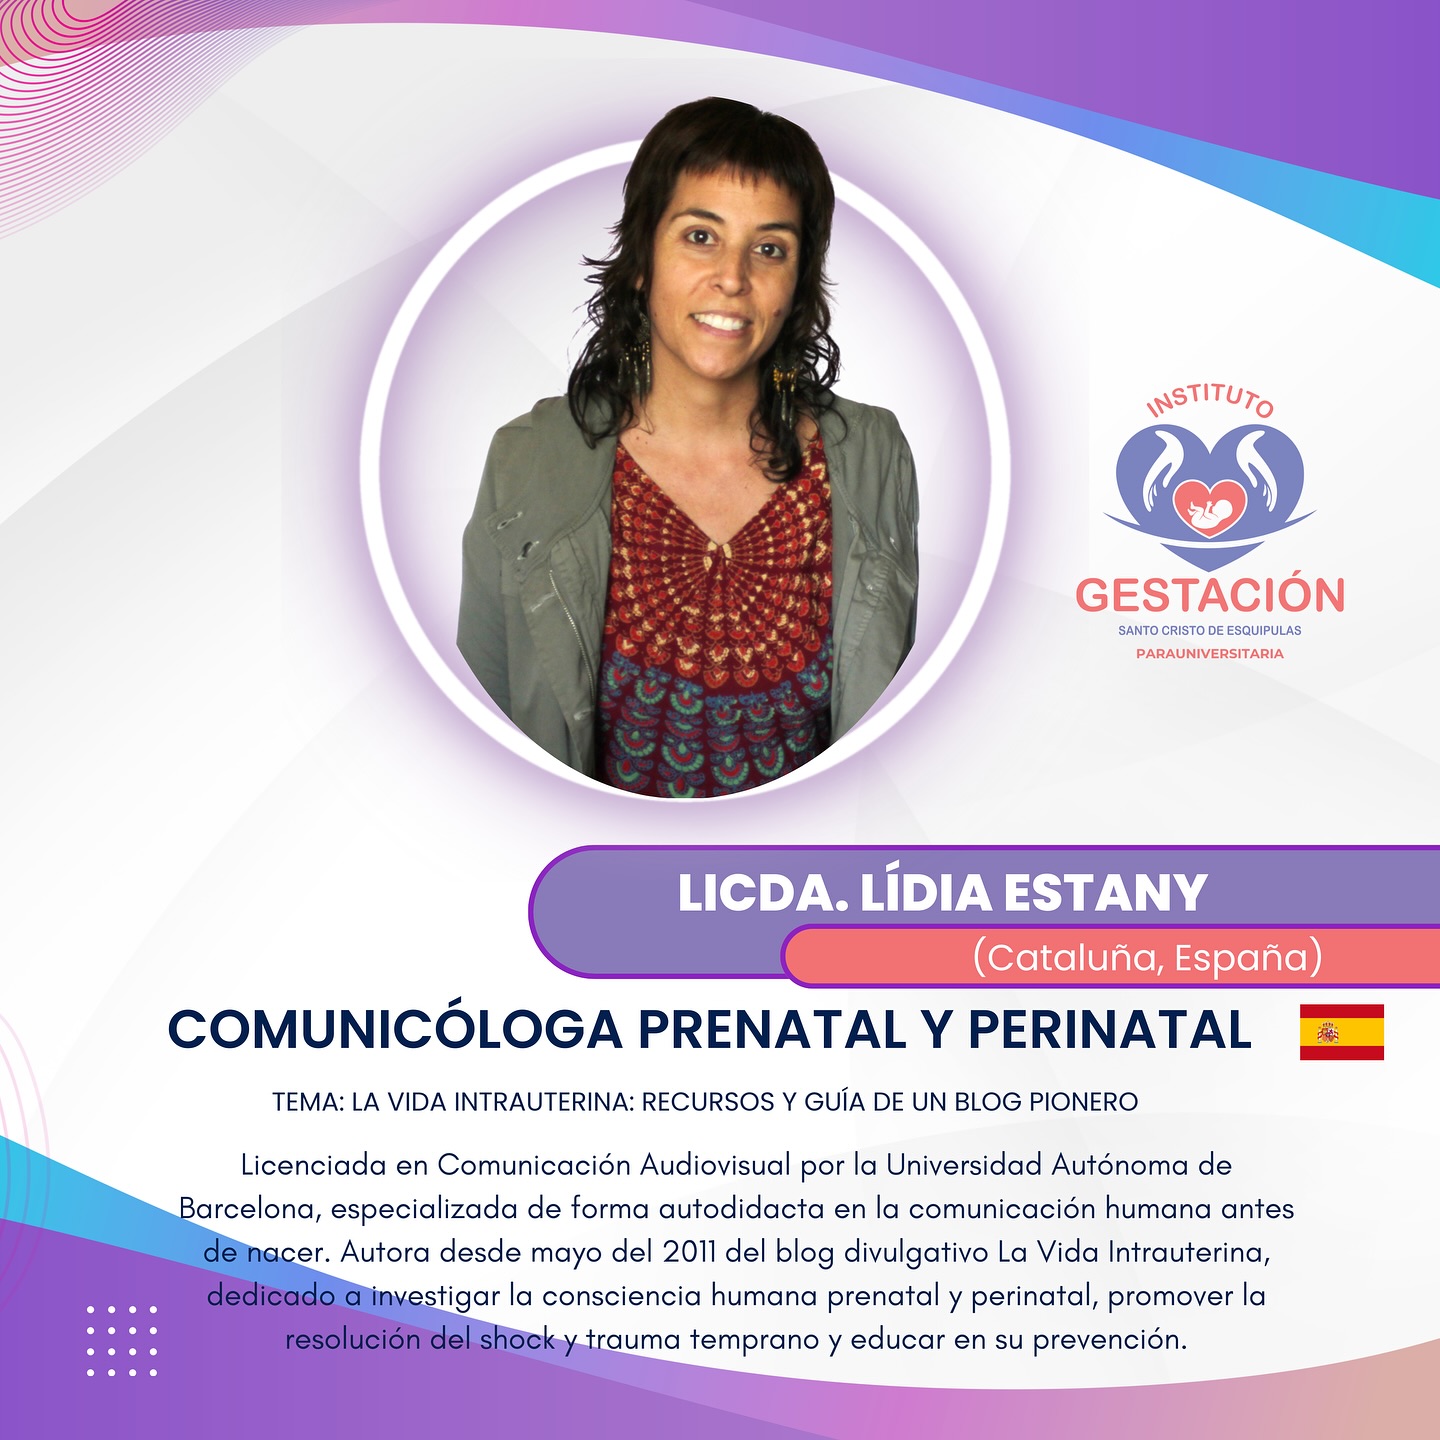 INSTITUTO
GESTACIÓN
SANTO CRISTO DE ESQUIPULAS
PARAUNIVERSITARIA
LICDA. LÍDIA ESTANY
(Cataluña, España)
COMUNICÓLOGA PRENATAL Y PERINATAL
TEMA: LA VIDA INTRAUTERINA: RECURSOS Y GUÍA DE UN BLOG PIONERO
Licenciada en Comunicación Audiovisual por la Universidad Autónoma de
Barcelona, especializada de forma autodidacta en la comunicación humana antes
de nacer. Autora desde mayo del 2011 del blog divulgativo La Vida Intrauterina,
dedicado a investigar la consciencia humana prenatal y perinatal, promover la
resolución del shock y trauma temprano y educar en su prevención.